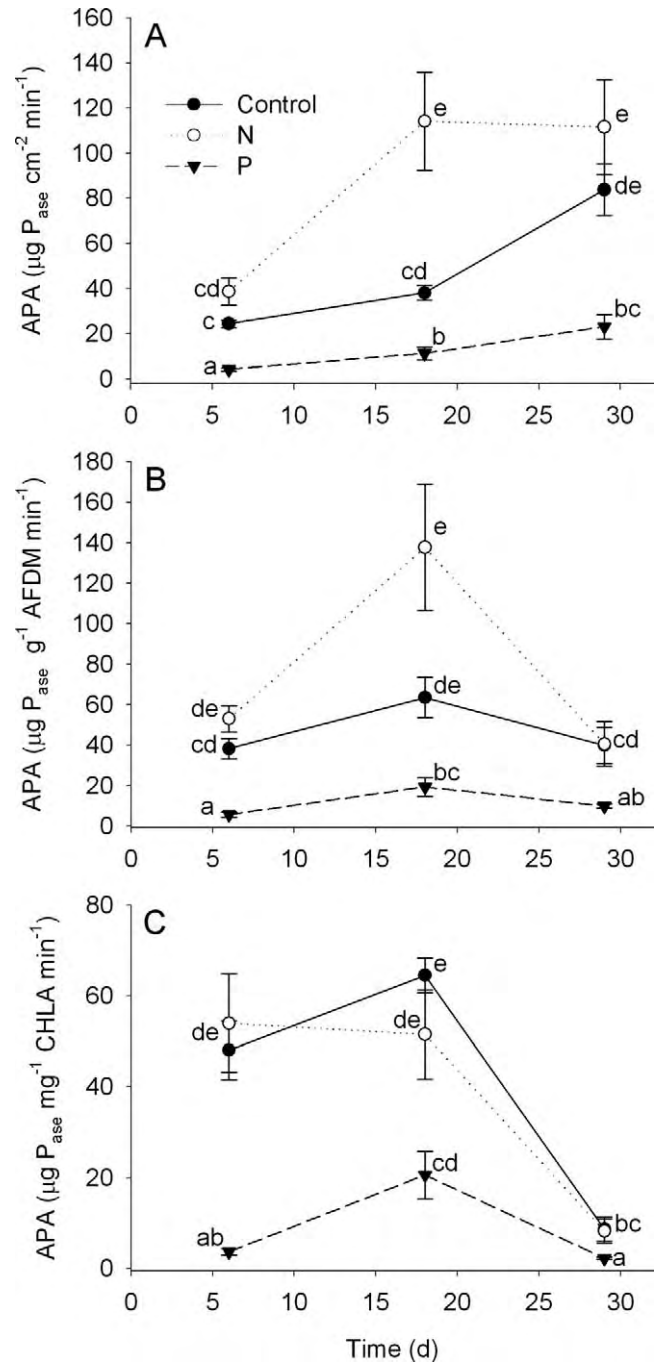 A
APA (μg P_ase cm⁻² min⁻¹)
160
140
120
100
80
60
40
20
0
Control
N
P
e
e
de
cd
cd
c
bc
b
a
0 5 10 15 20 25 30
B
APA (μg P_ase g⁻¹ AFDM min⁻¹)
180
160
140
120
100
80
60
40
20
0
e
de
de
cd
cd
bc
ab
a
0 5 10 15 20 25 30
C
APA (μg P_ase mg⁻¹ CHLA min⁻¹)
80
60
40
20
0
e
de
de
cd
bc
ab
a
0 5 10 15 20 25 30
Time (d)